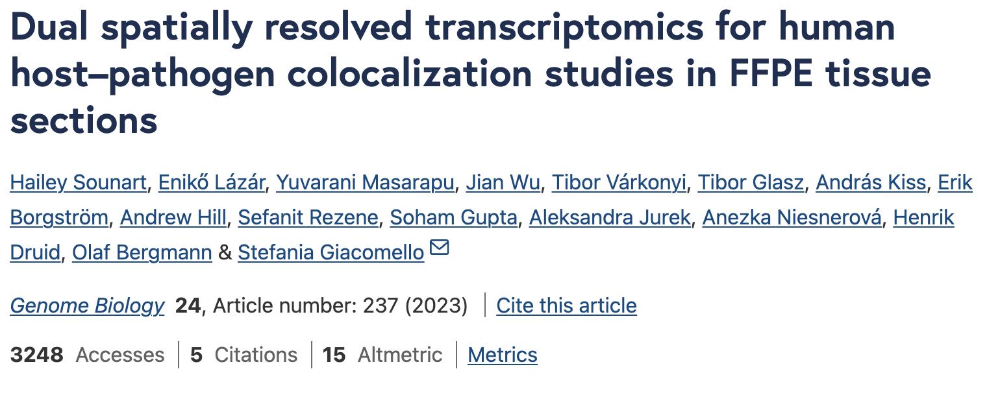 Dual spatially resolved transcriptomics for human
host–pathogen colocalization studies in FFPE tissue
sections
Hailey Sounart, Enikő Lázár, Yuvarani Masarapu, Jian Wu, Tibor Várkonyi, Tibor Glasz, András Kiss, Erik
Borgström, Andrew Hill, Sefanit Rezene, Soham Gupta, Aleksandra Jurek, Anezka Niesnerová, Henrik
Druid, Olaf Bergmann & Stefania Giacomello
Genome Biology 24, Article number: 237 (2023) | Cite this article
3248 Accesses | 5 Citations | 15 Altmetric | Metrics